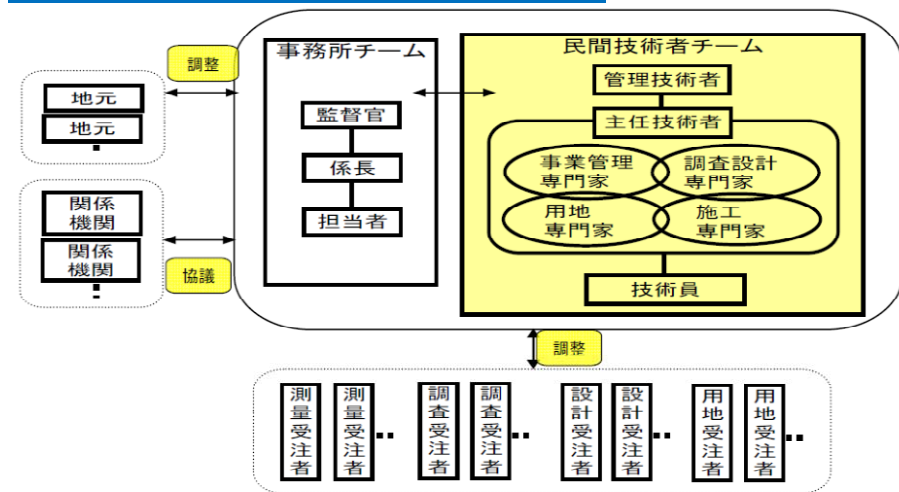 事務所チーム
民間技術者チーム
調整
管理技術者
地元
監督官
主任技術者
地元
係長
事業管理
専門家
調査設計
専門家
関係
機関
担当者
用地
専門家
施工
専門家
関係
機関
協議
技術員
調整
測量受注者
測量受注者
調査受注者
調査受注者
設計受注者
設計受注者
用地受注者
用地受注者